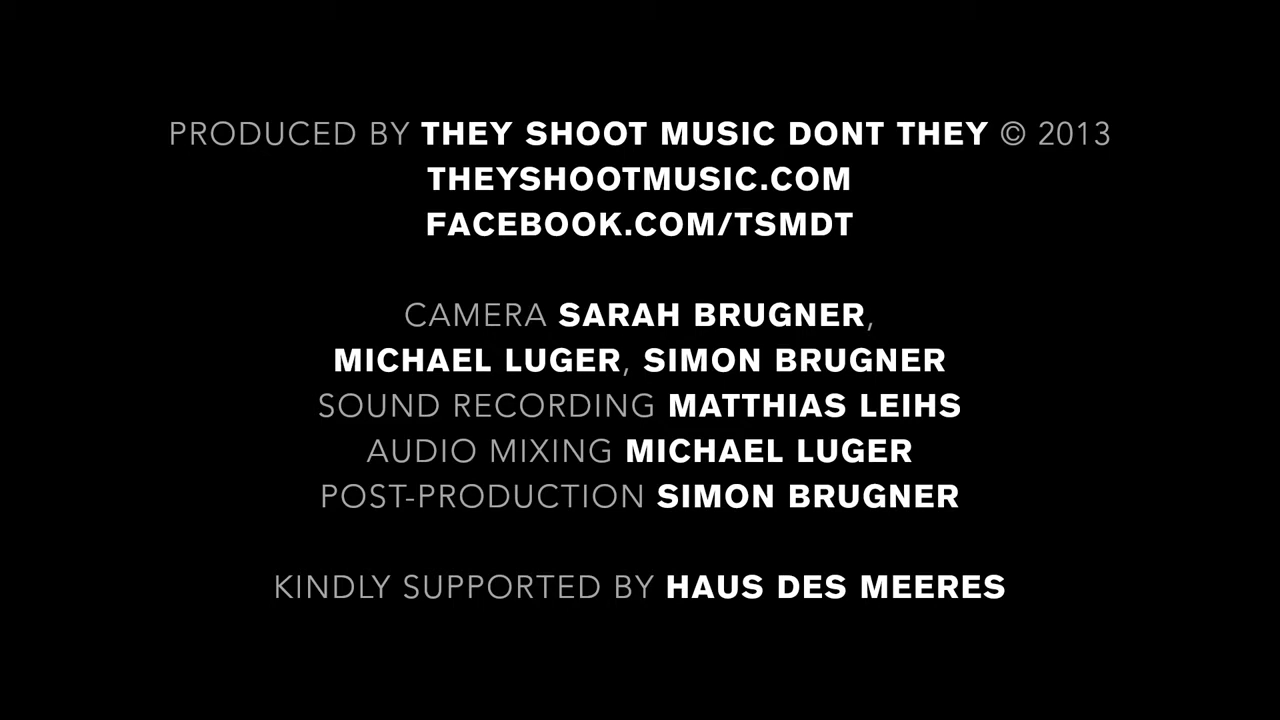 PRODUCED BY THEY SHOOT MUSIC DONT THEY © 2013
THEYSHOOTMUSIC.COM
FACEBOOK.COM/TSMDT
CAMERA SARAH BRUGNER,
MICHAEL LUGER, SIMON BRUGNER
SOUND RECORDING MATTHIAS LEIHS
AUDIO MIXING MICHAEL LUGER
POST-PRODUCTION SIMON BRUGNER
KINDLY SUPPORTED BY HAUS DES MEERES